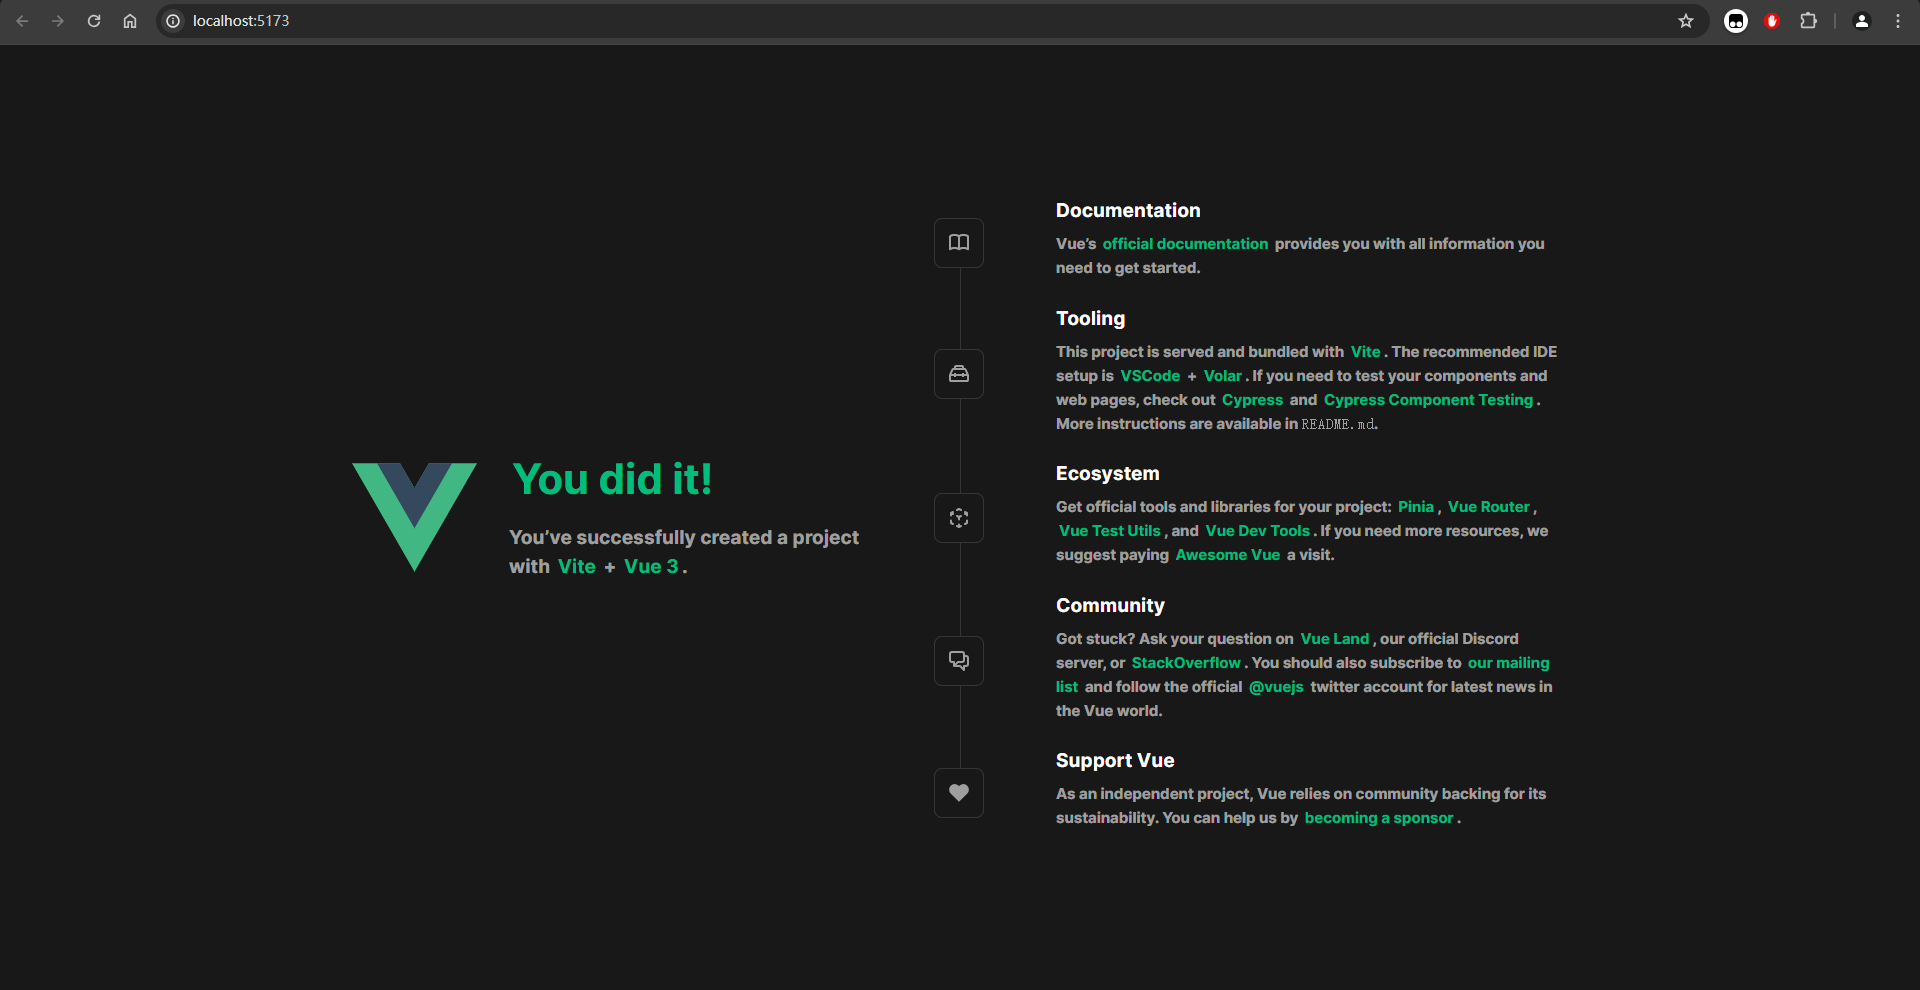 localhost:5173
You did it!
You’ve successfully created a project
with Vite + Vue 3 .
Documentation
Vue’s official documentation provides you with all information you
need to get started.
Tooling
This project is served and bundled with Vite . The recommended IDE
setup is VSCode + Volar . If you need to test your components and
web pages, check out Cypress and Cypress Component Testing .
More instructions are available in README.md.
Ecosystem
Get official tools and libraries for your project: Pinia , Vue Router ,
Vue Test Utils , and Vue Dev Tools . If you need more resources, we
suggest paying Awesome Vue a visit.
Community
Got stuck? Ask your question on Vue Land , our official Discord
server, or StackOverflow . You should also subscribe to our mailing
list and follow the official @vuejs twitter account for latest news in
the Vue world.
Support Vue
As an independent project, Vue relies on community backing for its
sustainability. You can help us by becoming a sponsor .